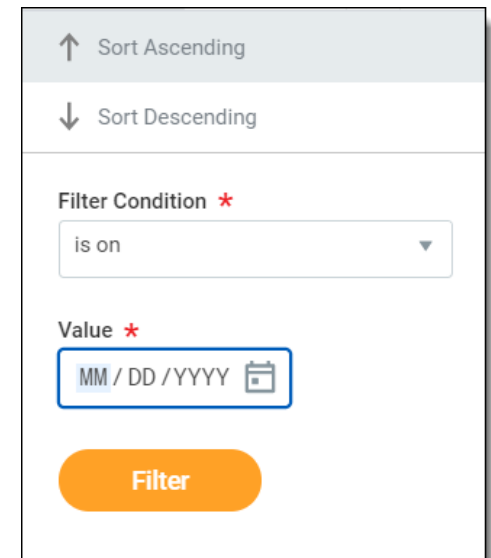 Sort Ascending
Sort Descending
Filter Condition *
is on
Value *
MM / DD / YYYY
Filter